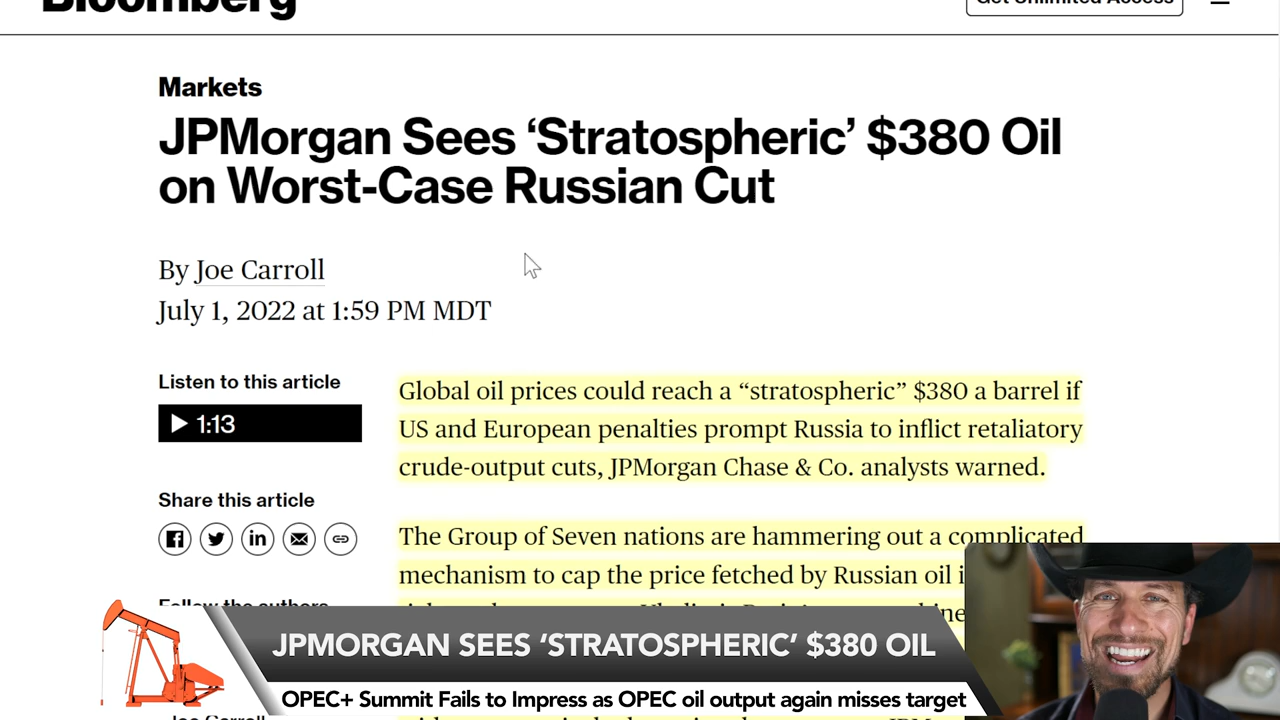 Bloomberg
Get Unlimited Access
Markets
JPMorgan Sees ‘Stratospheric’ $380 Oil
on Worst-Case Russian Cut
By Joe Carroll
July 1, 2022 at 1:59 PM MDT
Listen to this article
1:13
Share this article
Follow the authors
Global oil prices could reach a “stratospheric” $380 a barrel if
US and European penalties prompt Russia to inflict retaliatory
crude-output cuts, JPMorgan Chase & Co. analysts warned.
The Group of Seven nations are hammering out a complicated
mechanism to cap the price fetched by Russian oil i
JPMORGAN SEES ‘STRATOSPHERIC’ $380 OIL
OPEC+ Summit Fails to Impress as OPEC oil output again misses target
Joe Carroll